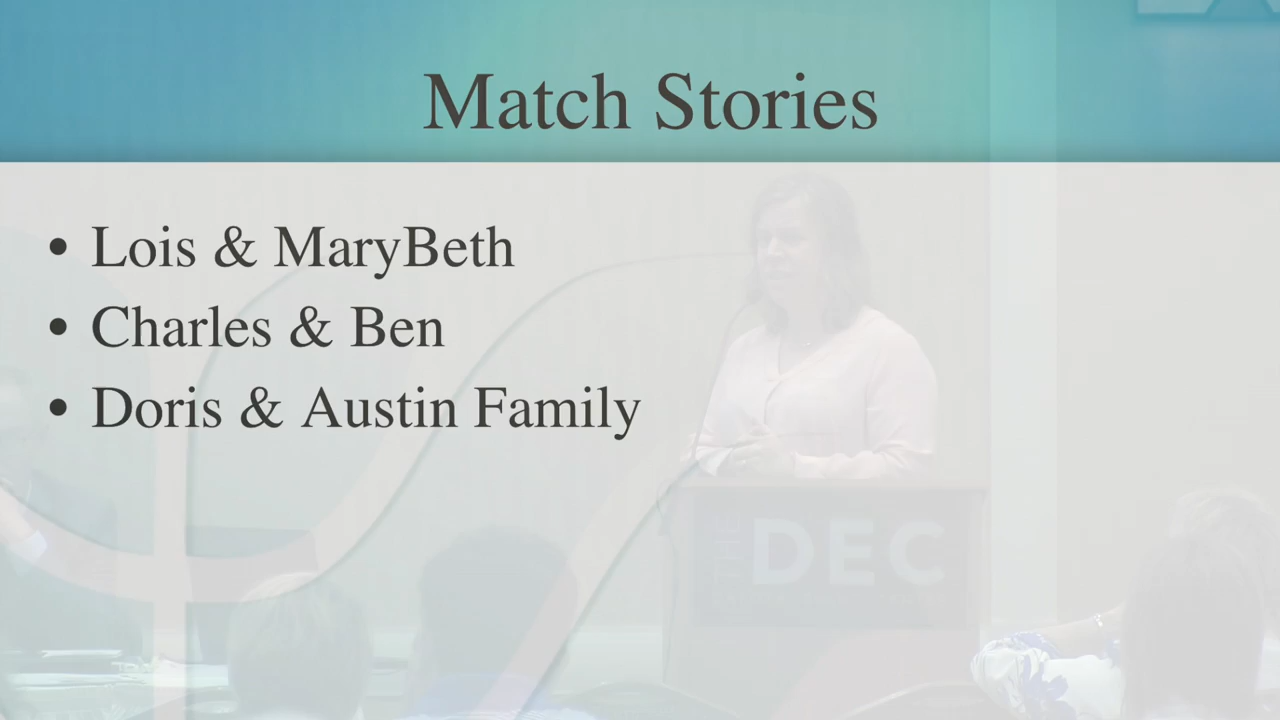 Match Stories
• Lois & MaryBeth
• Charles & Ben
• Doris & Austin Family
DEC